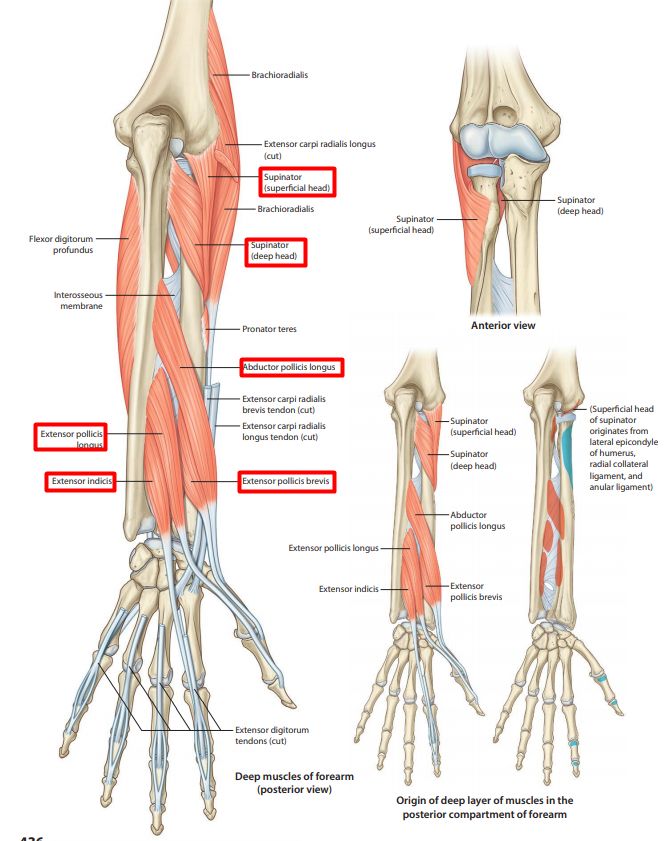 Brachioradialis
Extensor carpi radialis longus
(cut)
Supinator
(superficial head)
Brachioradialis
Supinator
(deep head)
Flexor digitorum
profundus
Interosseous
membrane
Pronator teres
Abductor pollicis longus
Extensor carpi radialis
brevis tendon (cut)
Extensor carpi radialis
longus tendon (cut)
Extensor pollicis
longus
Extensor indicis
Extensor pollicis brevis
Extensor digitorum
tendons (cut)
Deep muscles of forearm
(posterior view)
Supinator
(superficial head)
Supinator
(deep head)
Anterior view
Supinator
(superficial head)
Supinator
(deep head)
Abductor
pollicis longus
Extensor pollicis longus
Extensor indicis
Extensor
pollicis brevis
(Superficial head
of supinator
originates from
lateral epicondyle
of humerus,
radial collateral
ligament, and
anular ligament)
Origin of deep layer of muscles in the
posterior compartment of forearm